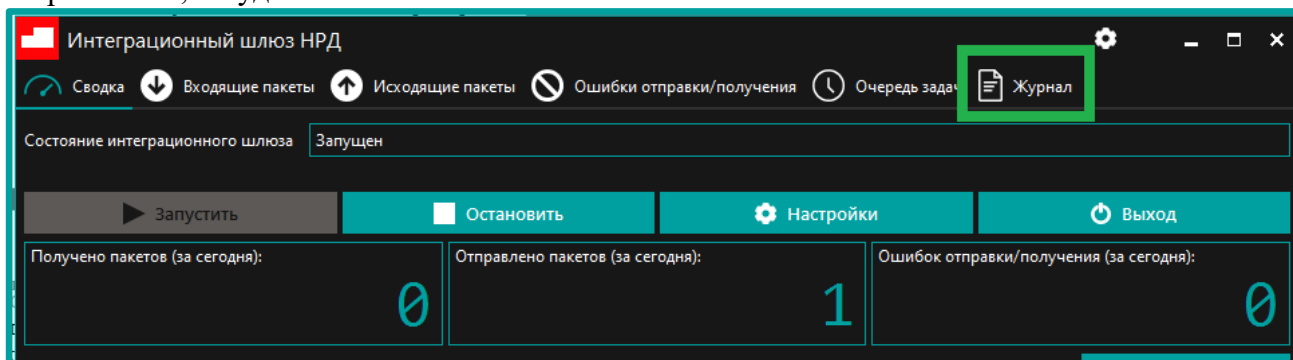 Интеграционный шлюз НРД
Сводка Входящие пакеты Исходящие пакеты Ошибки отправки/получения Очередь задач Журнал
Состояние интеграционного шлюза Запущен
Запустить Остановить Настройки Выход
Получено пакетов (за сегодня): Отправлено пакетов (за сегодня): Ошибок отправки/получения (за сегодня):
0 1 0